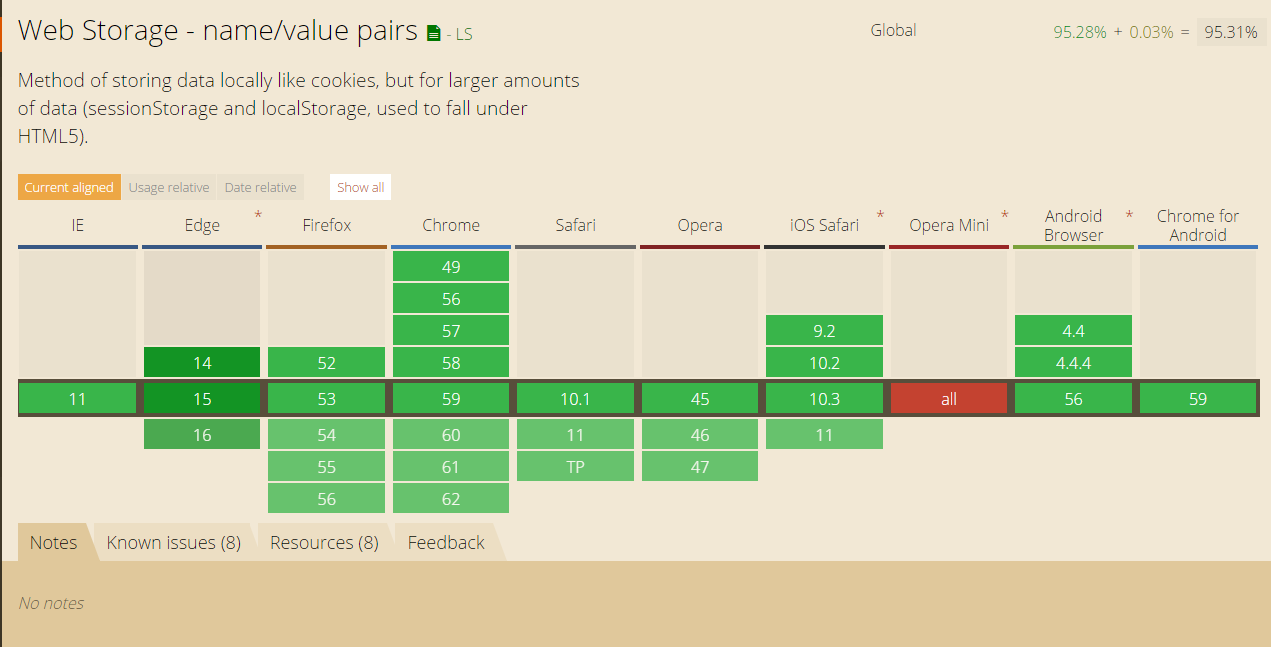 Web Storage - name/value pairs - LS
Global
95.28% + 0.03% = 95.31%
Method of storing data locally like cookies, but for larger amounts
of data (sessionStorage and localStorage, used to fall under
HTML5).
Current aligned Usage relative Date relative Show all
IE Edge * Firefox Chrome Safari Opera iOS Safari * Opera Mini * Android Browser * Chrome for Android
49
56
57 9.2 4.4
14 52 58 10.2 4.4.4
11 15 53 59 10.1 45 10.3 all 56 59
16 54 60 11 46 11
55 61 TP 47
56 62
Notes Known issues (8) Resources (8) Feedback
No notes